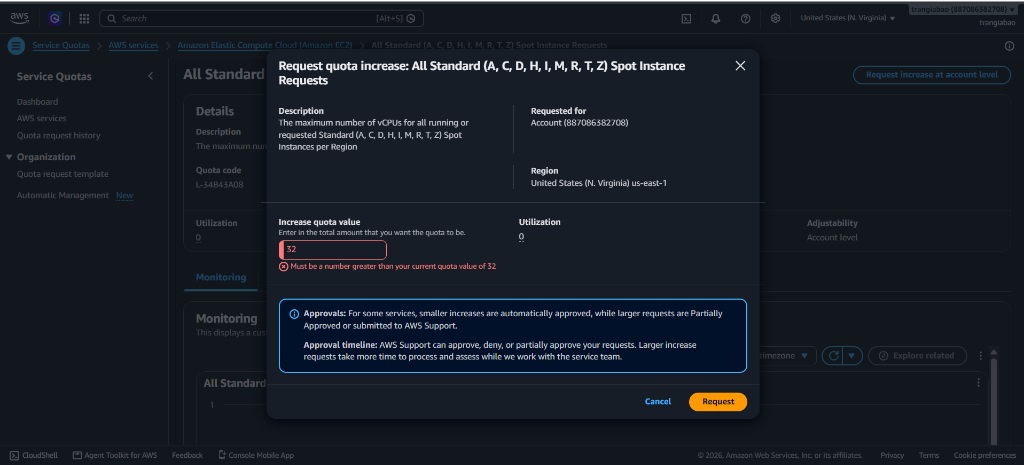 aws
Search
[Alt+S]
United States (N. Virginia)
trangiabao (887086382708)
trangiabao
Service Quotas > AWS services > Amazon Elastic Compute Cloud (Amazon EC2) > All Standard (A, C, D, H, I, M, R, T, Z) Spot Instance Requests
Service Quotas
Dashboard
AWS services
Quota request history
Organization
Quota request template
Automatic Management New
All Standard
Request increase at account level
Details
Description
The maximum num
Quota code
L-34B43A08
Utilization
0
Adjustability
Account level
Monitoring
Monitoring
This displays a cus
timezone
Explore related
All Standard
1
Request quota increase: All Standard (A, C, D, H, I, M, R, T, Z) Spot Instance
Requests
Description
The maximum number of vCPUs for all running or
requested Standard (A, C, D, H, I, M, R, T, Z) Spot
Instances per Region
Requested for
Account (887086382708)
Region
United States (N. Virginia) us-east-1
Increase quota value
Enter in the total amount that you want the quota to be.
32
Must be a number greater than your current quota value of 32
Utilization
0
Approvals: For some services, smaller increases are automatically approved, while larger requests are Partially
Approved or submitted to AWS Support.
Approval timeline: AWS Support can approve, deny, or partially approve your requests. Larger increase
requests take more time to process and assess while we work with the service team.
Cancel
Request
CloudShell
Agent Toolkit for AWS
Feedback
Console Mobile App
© 2026, Amazon Web Services, Inc. or its affiliates.
Privacy
Terms
Cookie preferences